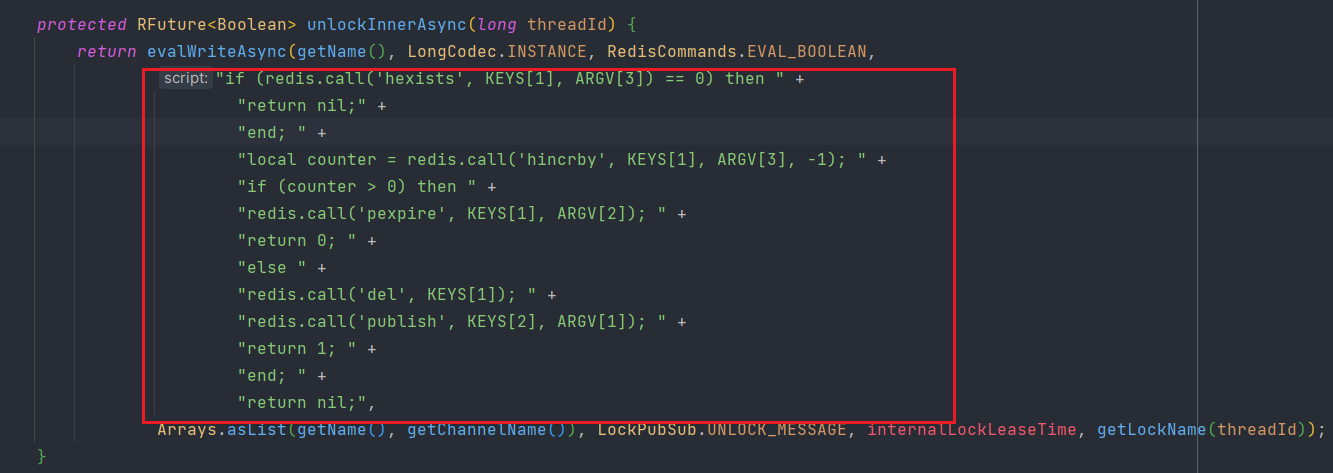 protected RFuture<Boolean> unlockInnerAsync(long threadId) {
return evalWriteAsync(getName(), LongCodec.INSTANCE, RedisCommands.EVAL_BOOLEAN,
script: "if (redis.call('hexists', KEYS[1], ARGV[3]) == 0) then " +
"return nil;" +
"end; " +
"local counter = redis.call('hincrby', KEYS[1], ARGV[3], -1); " +
"if (counter > 0) then " +
"redis.call('pexpire', KEYS[1], ARGV[2]); " +
"return 0; " +
"else " +
"redis.call('del', KEYS[1]); " +
"redis.call('publish', KEYS[2], ARGV[1]); " +
"return 1; " +
"end; " +
"return nil;",
Arrays.asList(getName(), getChannelName()), LockPubSub.UNLOCK_MESSAGE, internalLockLeaseTime, getLockName(threadId));
}